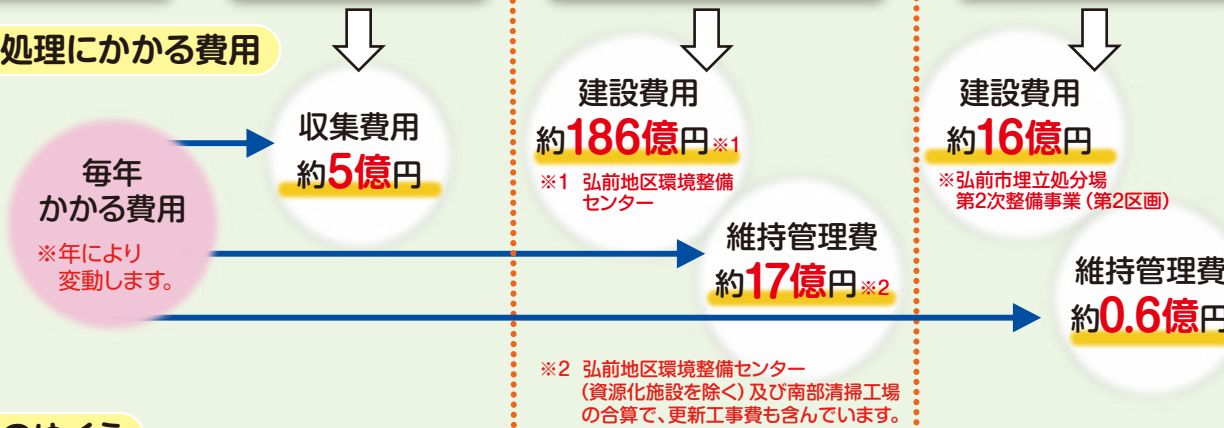 処理にかかる費用
毎年
かかる費用
※年により
変動します。
収集費用
約5億円
建設費用
約186億円※1
※1 弘前地区環境整備
センター
維持管理費
約17億円※2
※2 弘前地区環境整備センター
(資源化施設を除く)及び南部清掃工場
の合算で、更新工事費も含んでいます。
建設費用
約16億円
※弘前市埋立処分場
第2次整備事業(第2区画)
維持管理費
約0.6億円